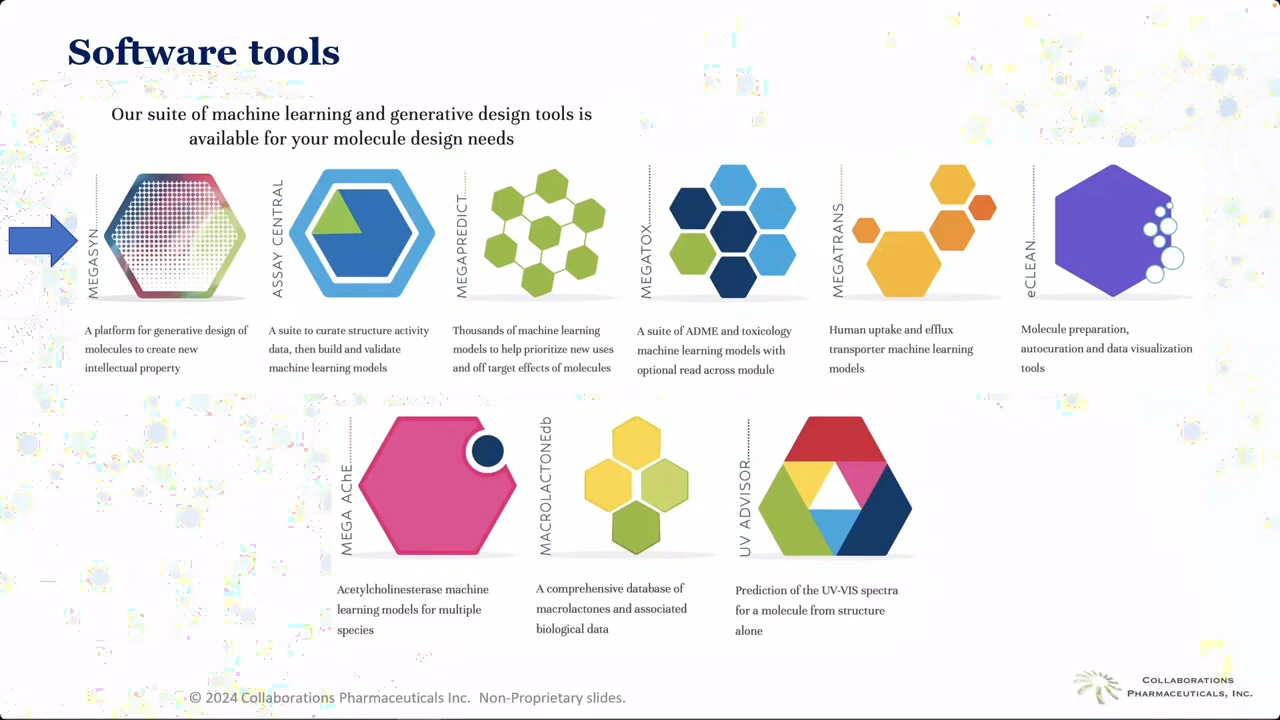 Software tools
Our suite of machine learning and generative design tools is
available for your molecule design needs
MEGASYN
A platform for generative design of
molecules to create new
intellectual property
ASSAY CENTRAL
A suite to curate structure activity
data, then build and validate
machine learning models
MEGAPREDICT
Thousands of machine learning
models to help prioritize new uses
and off target effects of molecules
MEGATOX
A suite of ADME and toxicology
machine learning models with
optional read across module
MEGATRANS
Human uptake and efflux
transporter machine learning
models
eCLEAN
Molecule preparation,
autocuration and data visualization
tools
MEGA AChE
Acetylcholinesterase machine
learning models for multiple
species
MACROLACTONEdb
A comprehensive database of
macrolactones and associated
biological data
UV ADVISOR
Prediction of the UV-VIS spectra
for a molecule from structure
alone
© 2024 Collaborations Pharmaceuticals Inc.  Non-Proprietary slides.
COLLABORATIONS
PHARMACEUTICALS, INC.